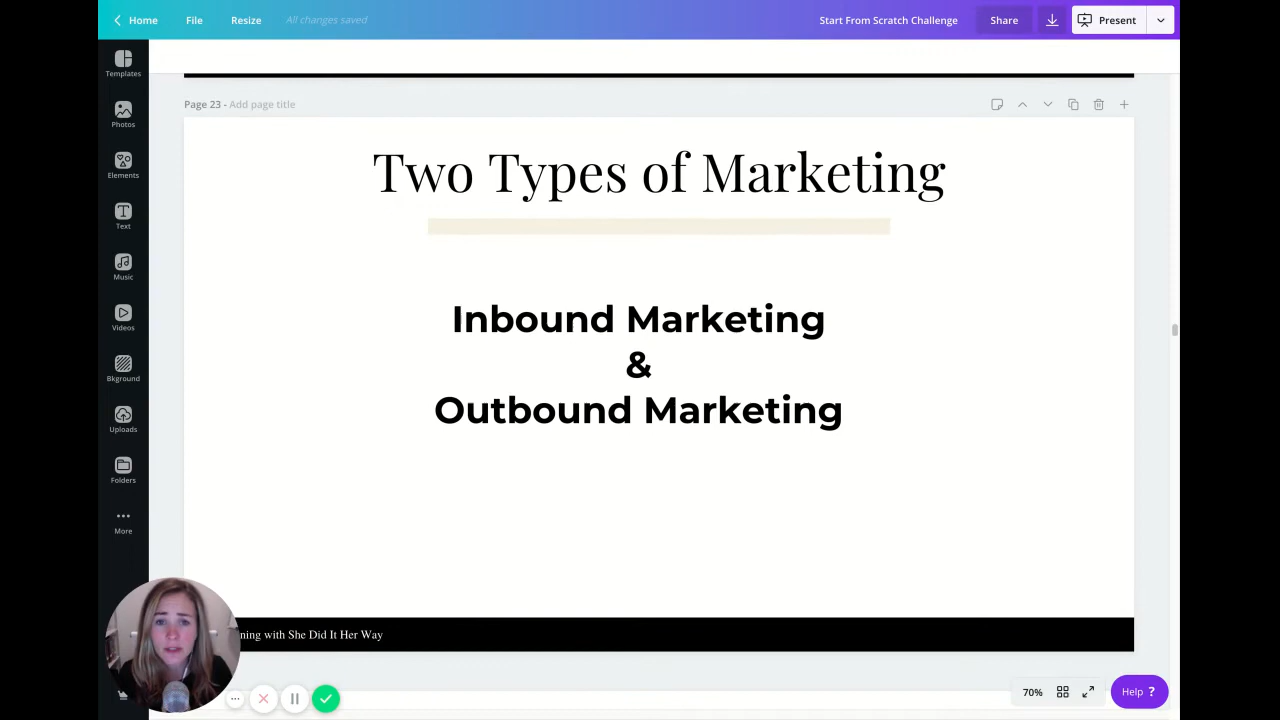 Home File Resize All changes saved Start From Scratch Challenge Share Present
Templates
Photos
Elements
Text
Music
Videos
Bkground
Uploads
Folders
More
Page 23 - Add page title
Two Types of Marketing
Inbound Marketing
&
Outbound Marketing
ning with She Did It Her Way
70% Help ?